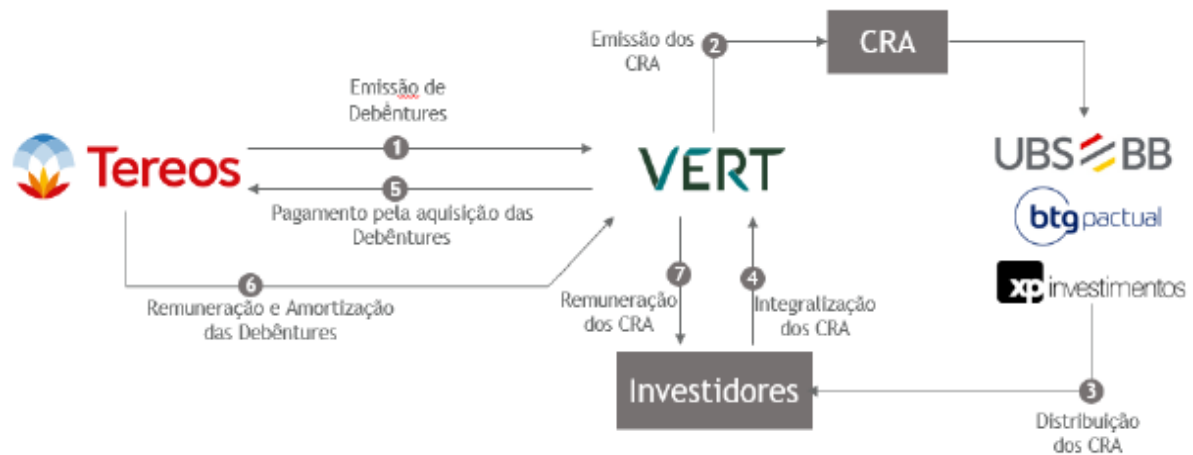 Emissão dos
CRA
2
CRA
Emissão de
Debêntures
1
Tereos
VERT
UBS BB
5
Pagamento pela aquisição das
Debêntures
btg pactual
6
Remuneração e Amortização
das Debêntures
7
Remuneração
dos CRA
4
Integralização
dos CRA
xp investimentos
Investidores
3
Distribuição
dos CRA